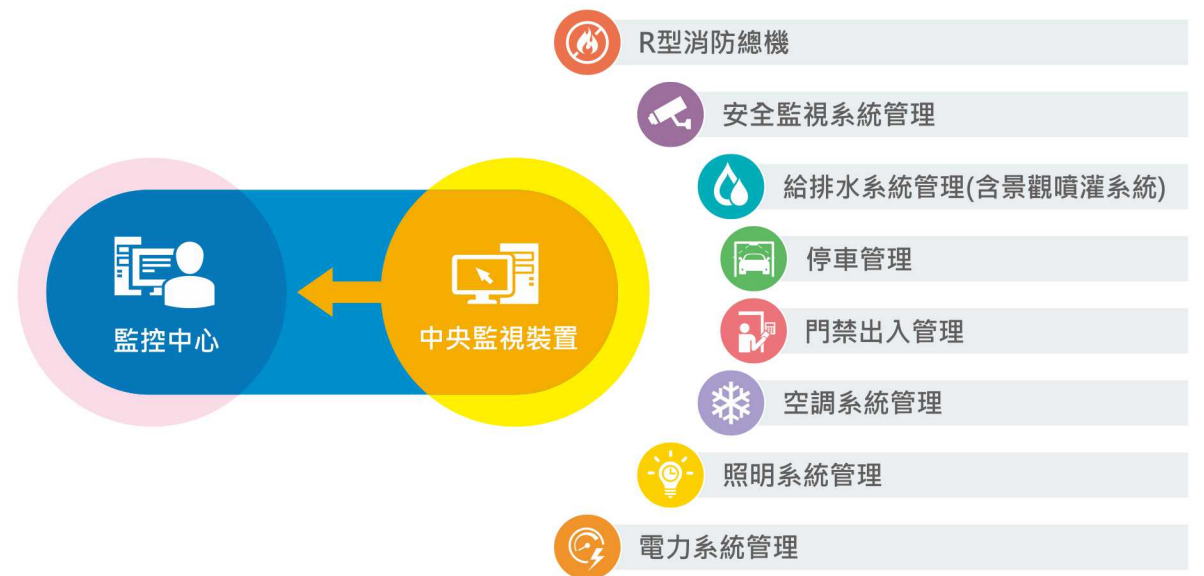 R型消防總機
安全監視系統管理
給排水系統管理(含景觀噴灌系統)
停車管理
監控中心
中央監視裝置
門禁出入管理
空調系統管理
照明系統管理
電力系統管理